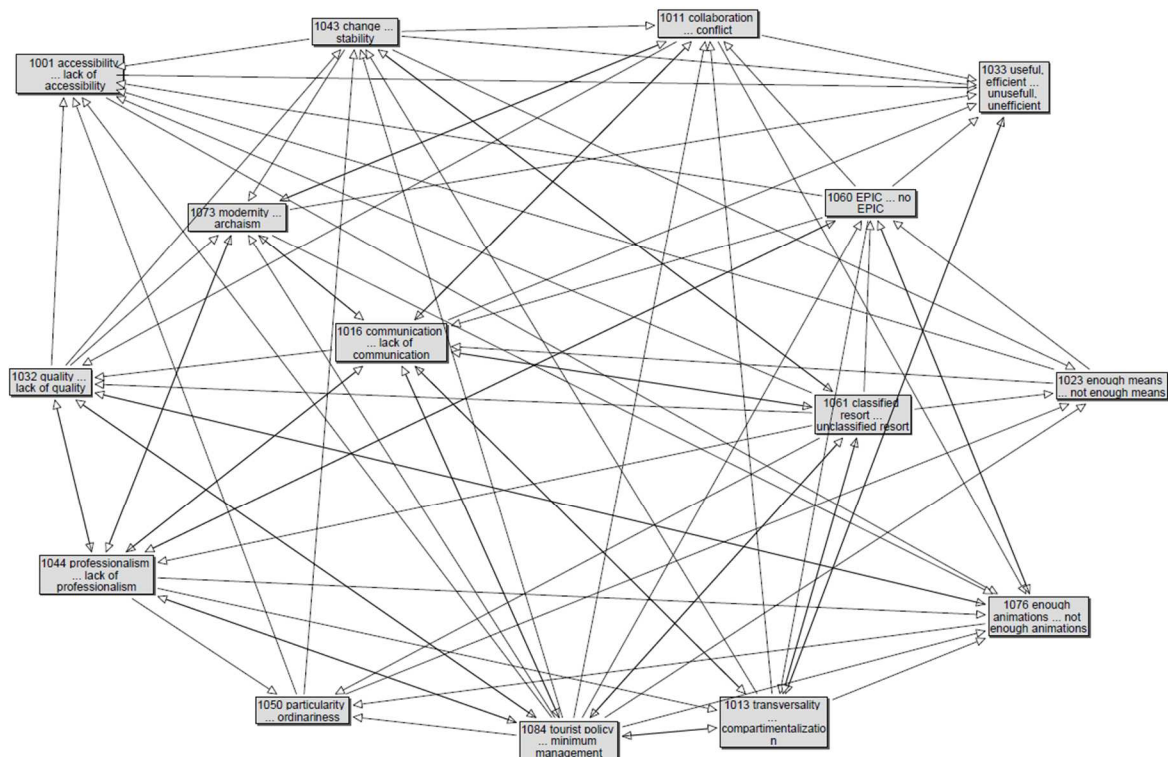 1043 change ...
stability
1011 collaboration
... conflict
1001 accessibility
... lack of
accessibility
1033 useful,
efficient ...
unusefull,
unefficient
1073 modernity ...
archaism
1060 EPIC ... no
EPIC
1016 communication
... lack of
communication
1032 quality ...
lack of quality
1023 enough means
... not enough means
1061 classified
resort ...
unclassified resort
1044 professionalism
... lack of
professionalism
1076 enough
animations ... not
enough animations
1050 particularity
... ordinariness
1084 tourist policy
... minimum
management
1013 transversality
...
compartimentalizatio
n